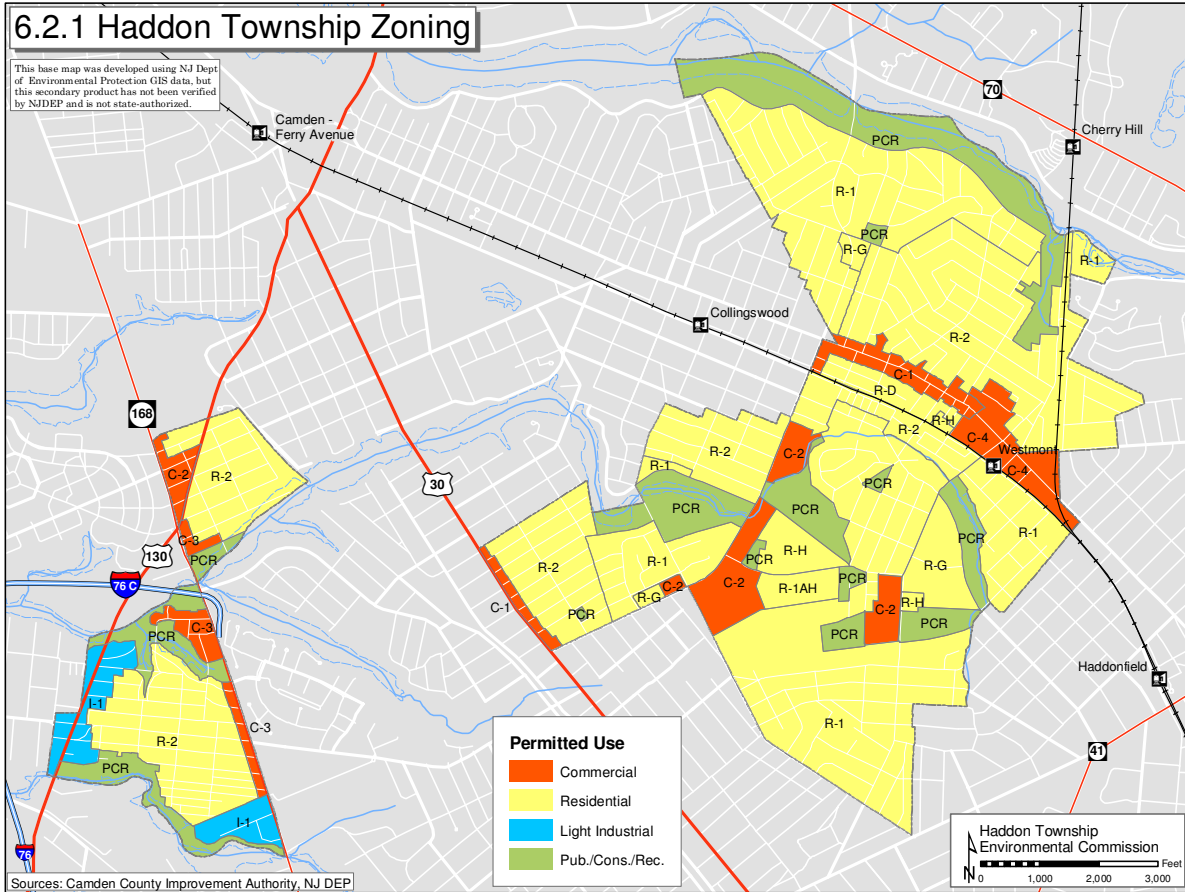 6.2.1 Haddon Township Zoning
This base map was developed using NJ Dept
of Environmental Protection GIS data, but
this secondary product has not been verified
by NJDEP and is not state-authorized.
70
Camden -
Ferry Avenue
Cherry Hill
PCR
R-1
PCR
R-G
R-1
Collingswood
R-2
C-1
R-D
168
R-H
R-2
C-4
C-2
R-2
R-2
C-2
Westmont
R-1
C-4
30
PCR
PCR
PCR
C-3
PCR
R-1
130
PCR
R-2
R-1
PCR
R-H
R-G
76 C
C-1
R-G
C-2
C-2
R-1AH
PCR
C-2
R-H
PCR
PCR
C-3
PCR
PCR
Haddonfield
I-1
C-3
R-1
R-2
41
PCR
I-1
76
Permitted Use
Commercial
Residential
Light Industrial
Pub./Cons./Rec.
Haddon Township
Environmental Commission
N
Feet
0 1,000 2,000 3,000
Sources: Camden County Improvement Authority, NJ DEP